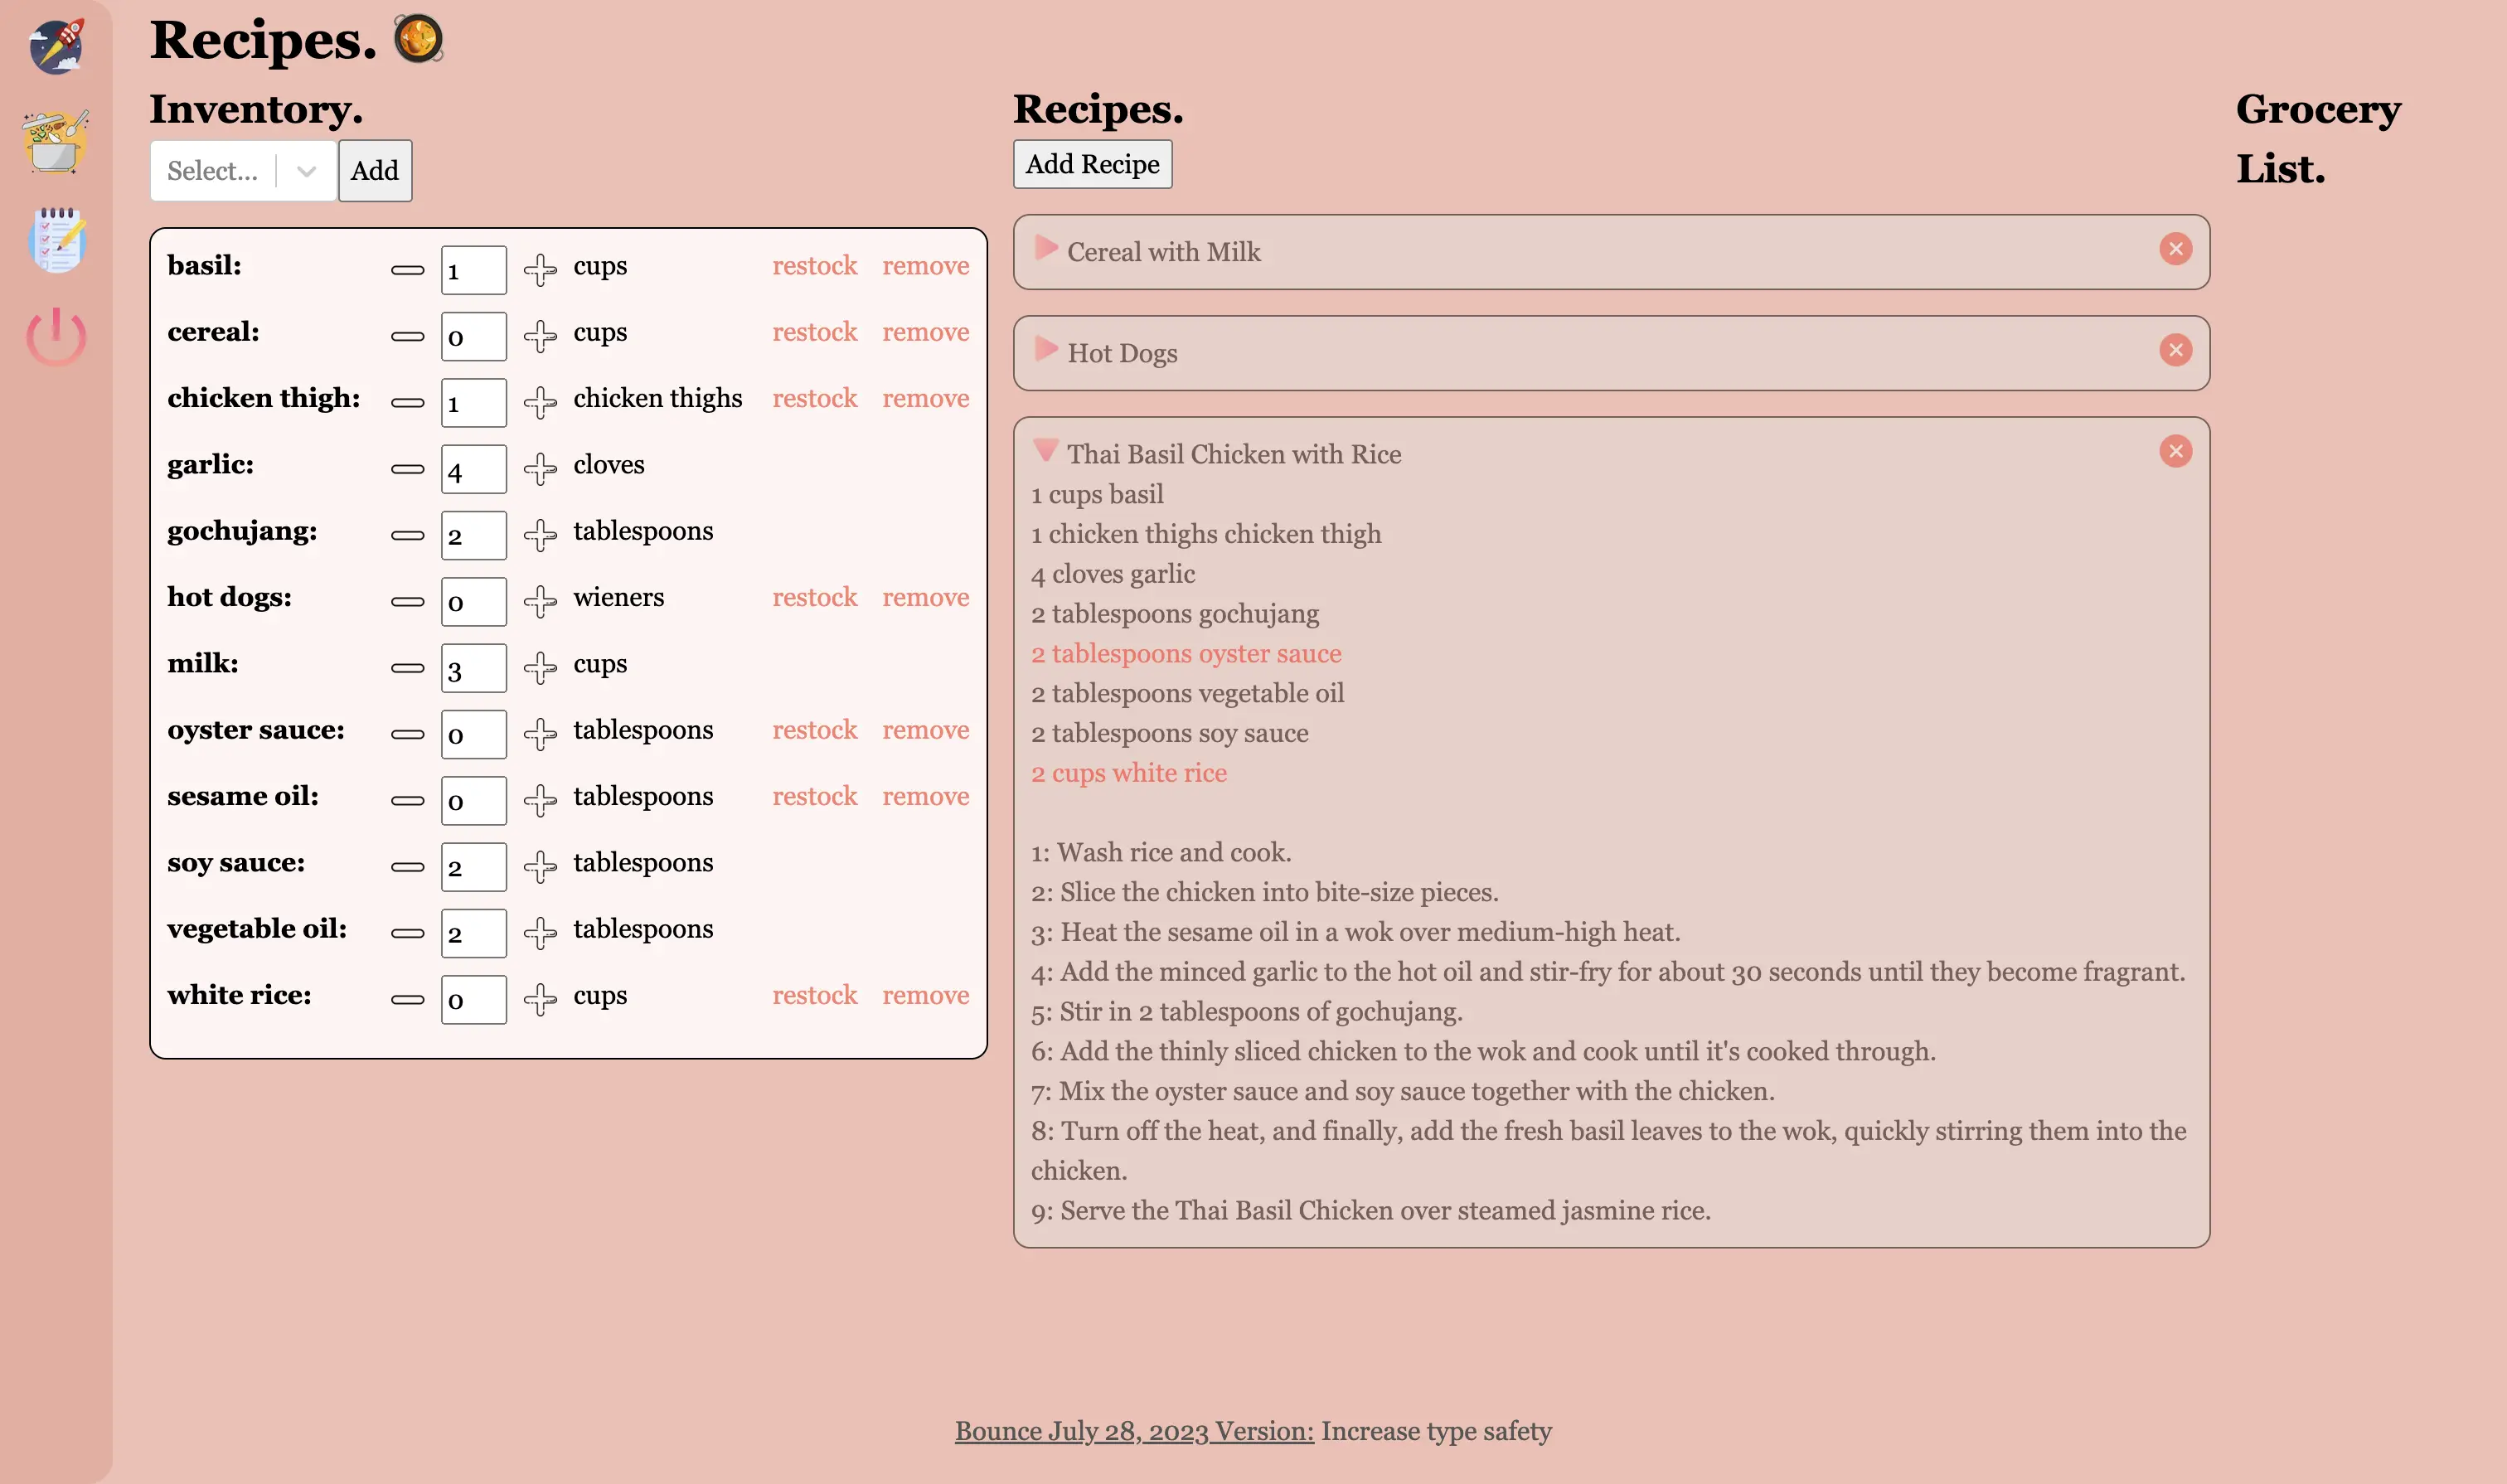 Recipes.
Inventory.
Select...
Add
basil: 1 cups restock remove
cereal: 0 cups restock remove
chicken thigh: 1 chicken thighs restock remove
garlic: 4 cloves
gochujang: 2 tablespoons
hot dogs: 0 wieners restock remove
milk: 3 cups
oyster sauce: 0 tablespoons restock remove
sesame oil: 0 tablespoons restock remove
soy sauce: 2 tablespoons
vegetable oil: 2 tablespoons
white rice: 0 cups restock remove
Recipes.
Add Recipe
Cereal with Milk
Hot Dogs
Thai Basil Chicken with Rice
1 cups basil
1 chicken thighs chicken thigh
4 cloves garlic
2 tablespoons gochujang
2 tablespoons oyster sauce
2 tablespoons vegetable oil
2 tablespoons soy sauce
2 cups white rice
1: Wash rice and cook.
2: Slice the chicken into bite-size pieces.
3: Heat the sesame oil in a wok over medium-high heat.
4: Add the minced garlic to the hot oil and stir-fry for about 30 seconds until they become fragrant.
5: Stir in 2 tablespoons of gochujang.
6: Add the thinly sliced chicken to the wok and cook until it's cooked through.
7: Mix the oyster sauce and soy sauce together with the chicken.
8: Turn off the heat, and finally, add the fresh basil leaves to the wok, quickly stirring them into the
chicken.
9: Serve the Thai Basil Chicken over steamed jasmine rice.
Grocery
List.
Bounce July 28, 2023 Version: Increase type safety